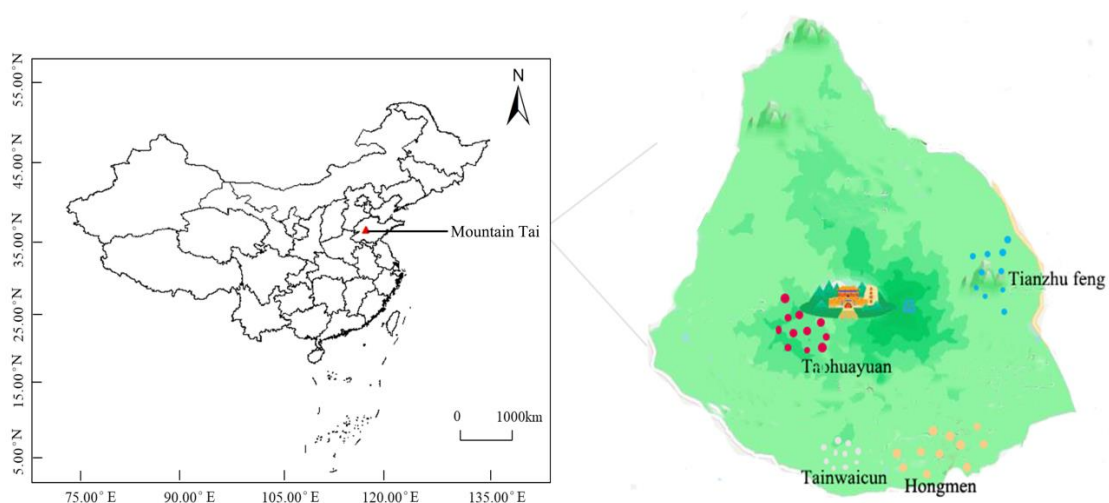 N
55.00°N
45.00°N
35.00°N
25.00°N
15.00°N
5.00°N
Mountain Tai
0 1000km
75.00° E 90.00° E 105.00° E 120.00° E 135.00° E
Tianzhu feng
Taohuayuan
Tainwaicun
Hongmen